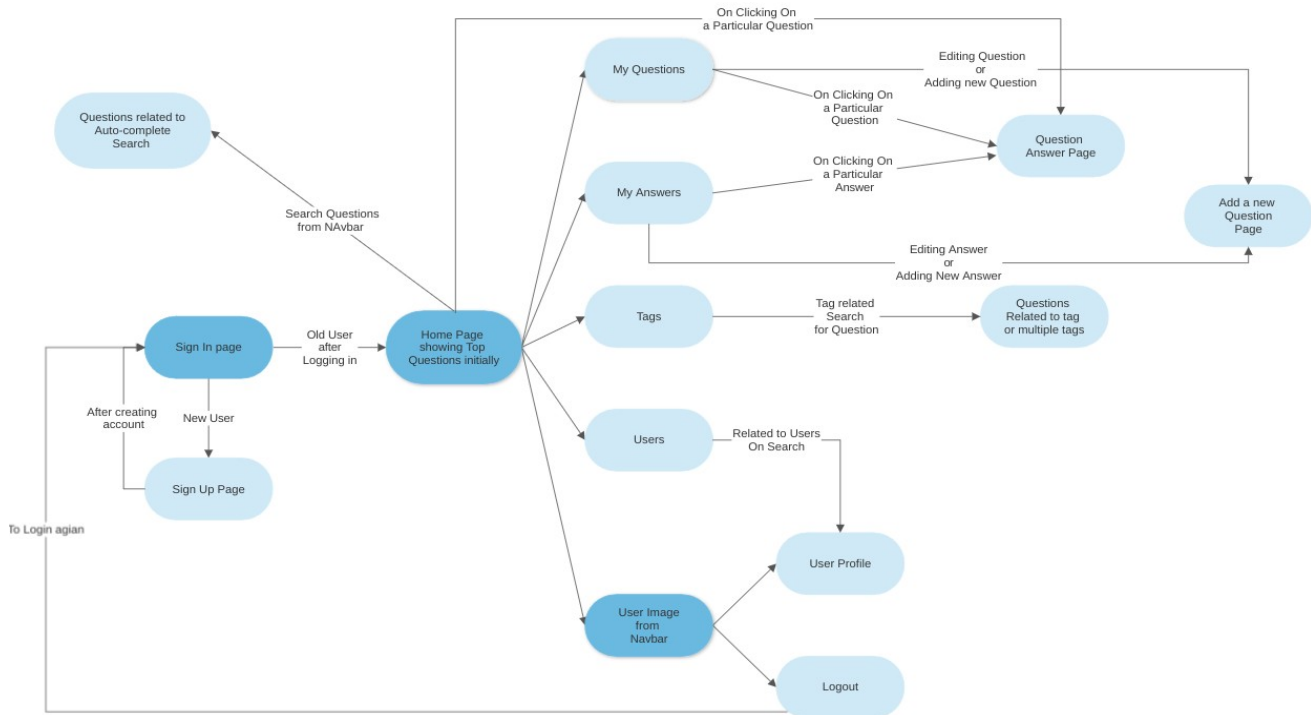 On Clicking On
a Particular Question
My Questions
Editing Question
or
Adding new Question
On Clicking On
a Particular
Question
Questions related to
Auto-complete
Search
Question
Answer Page
On Clicking On
a Particular
Answer
My Answers
Add a new
Question
Page
Search Questions
from NAvbar
Editing Answer
or
Adding New Answer
Tags
Tag related
Search
for Question
Questions
Related to tag
or multiple tags
Sign In page
Old User
after
Logging in
Home Page
showing Top
Questions initially
After creating
account
New User
Users
Related to Users
On Search
Sign Up Page
To Login agian
User Profile
User Image
from
Navbar
Logout